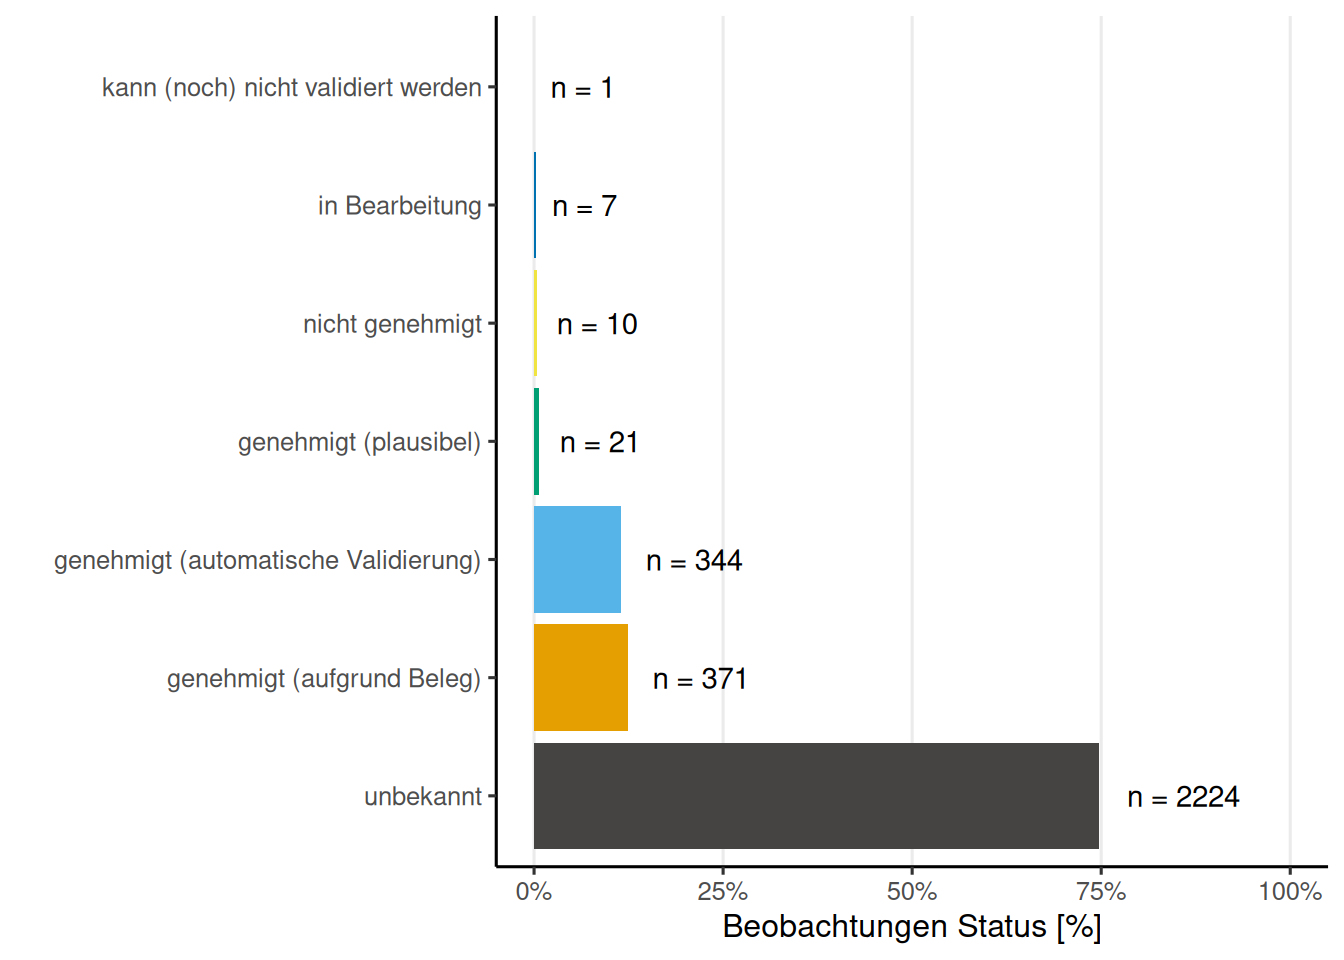 kann (noch) nicht validiert werden
n = 1
in Bearbeitung
n = 7
nicht genehmigt
n = 10
genehmigt (plausibel)
n = 21
genehmigt (automatische Validierung)
n = 344
genehmigt (aufgrund Beleg)
n = 371
unbekannt
n = 2224
0% 25% 50% 75% 100%
Beobachtungen Status [%]